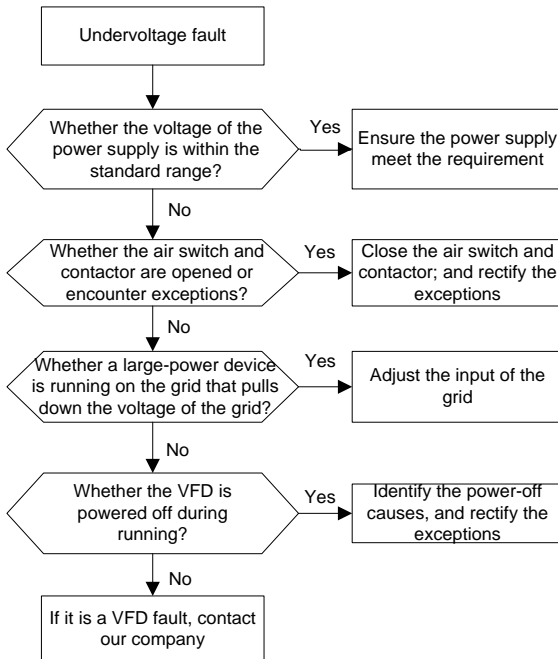 Undervoltage fault
Whether the voltage of the
power supply is within the
standard range?
Yes
Ensure the power supply
meet the requirement
No
Whether the air switch and
contactor are opened or
encounter exceptions?
Yes
Close the air switch and
contactor; and rectify the
exceptions
No
Whether a large-power device
is running on the grid that pulls
down the voltage of the grid?
Yes
Adjust the input of the
grid
No
Whether the VFD is
powered off during
running?
Yes
Identify the power-off
causes, and rectify the
exceptions
No
If it is a VFD fault, contact
our company